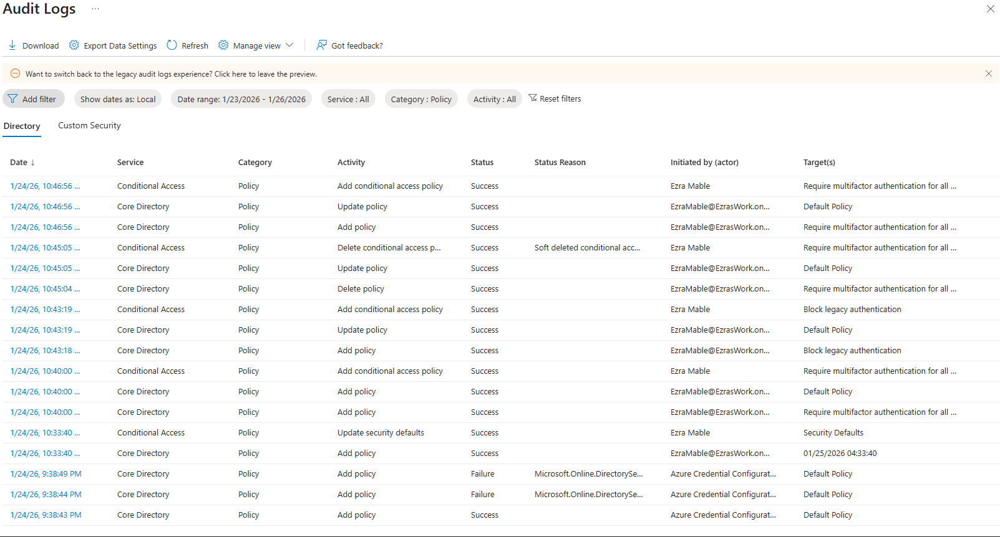 Audit Logs ...
Download Export Data Settings Refresh Manage view Got feedback?
Want to switch back to the legacy audit logs experience? Click here to leave the preview.
Add filter Show dates as: Local Date range: 1/23/2026 - 1/26/2026 Service : All Category : Policy Activity : All Reset filters
Directory Custom Security
Date ↓ Service Category Activity Status Status Reason Initiated by (actor) Target(s)
1/24/26, 10:46:56 ... Conditional Access Policy Add conditional access policy Success Ezra Mable Require multifactor authentication for all ...
1/24/26, 10:46:56 ... Core Directory Policy Update policy Success EzraMable@EzrasWork.on... Default Policy
1/24/26, 10:46:56 ... Core Directory Policy Add policy Success EzraMable@EzrasWork.on... Require multifactor authentication for all ...
1/24/26, 10:45:05 ... Conditional Access Policy Delete conditional access p... Success Soft deleted conditional acc... Ezra Mable Require multifactor authentication for all ...
1/24/26, 10:45:05 ... Core Directory Policy Update policy Success EzraMable@EzrasWork.on... Default Policy
1/24/26, 10:45:04 ... Core Directory Policy Delete policy Success EzraMable@EzrasWork.on... Require multifactor authentication for all ...
1/24/26, 10:43:19 ... Conditional Access Policy Add conditional access policy Success Ezra Mable Block legacy authentication
1/24/26, 10:43:19 ... Core Directory Policy Update policy Success EzraMable@EzrasWork.on... Default Policy
1/24/26, 10:43:18 ... Core Directory Policy Add policy Success EzraMable@EzrasWork.on... Block legacy authentication
1/24/26, 10:40:00 ... Conditional Access Policy Add conditional access policy Success Ezra Mable Require multifactor authentication for all ...
1/24/26, 10:40:00 ... Core Directory Policy Add policy Success EzraMable@EzrasWork.on... Default Policy
1/24/26, 10:40:00 ... Core Directory Policy Add policy Success EzraMable@EzrasWork.on... Require multifactor authentication for all ...
1/24/26, 10:33:40 ... Conditional Access Policy Update security defaults Success Ezra Mable Security Defaults
1/24/26, 10:33:40 ... Core Directory Policy Add policy Success EzraMable@EzrasWork.on... 01/25/2026 04:33:40
1/24/26, 9:38:49 PM Core Directory Policy Add policy Failure Microsoft.Online.DirectorySe... Azure Credential Configurat... Default Policy
1/24/26, 9:38:44 PM Core Directory Policy Add policy Failure Microsoft.Online.DirectorySe... Azure Credential Configurat... Default Policy
1/24/26, 9:38:43 PM Core Directory Policy Add policy Success Azure Credential Configurat... Default Policy